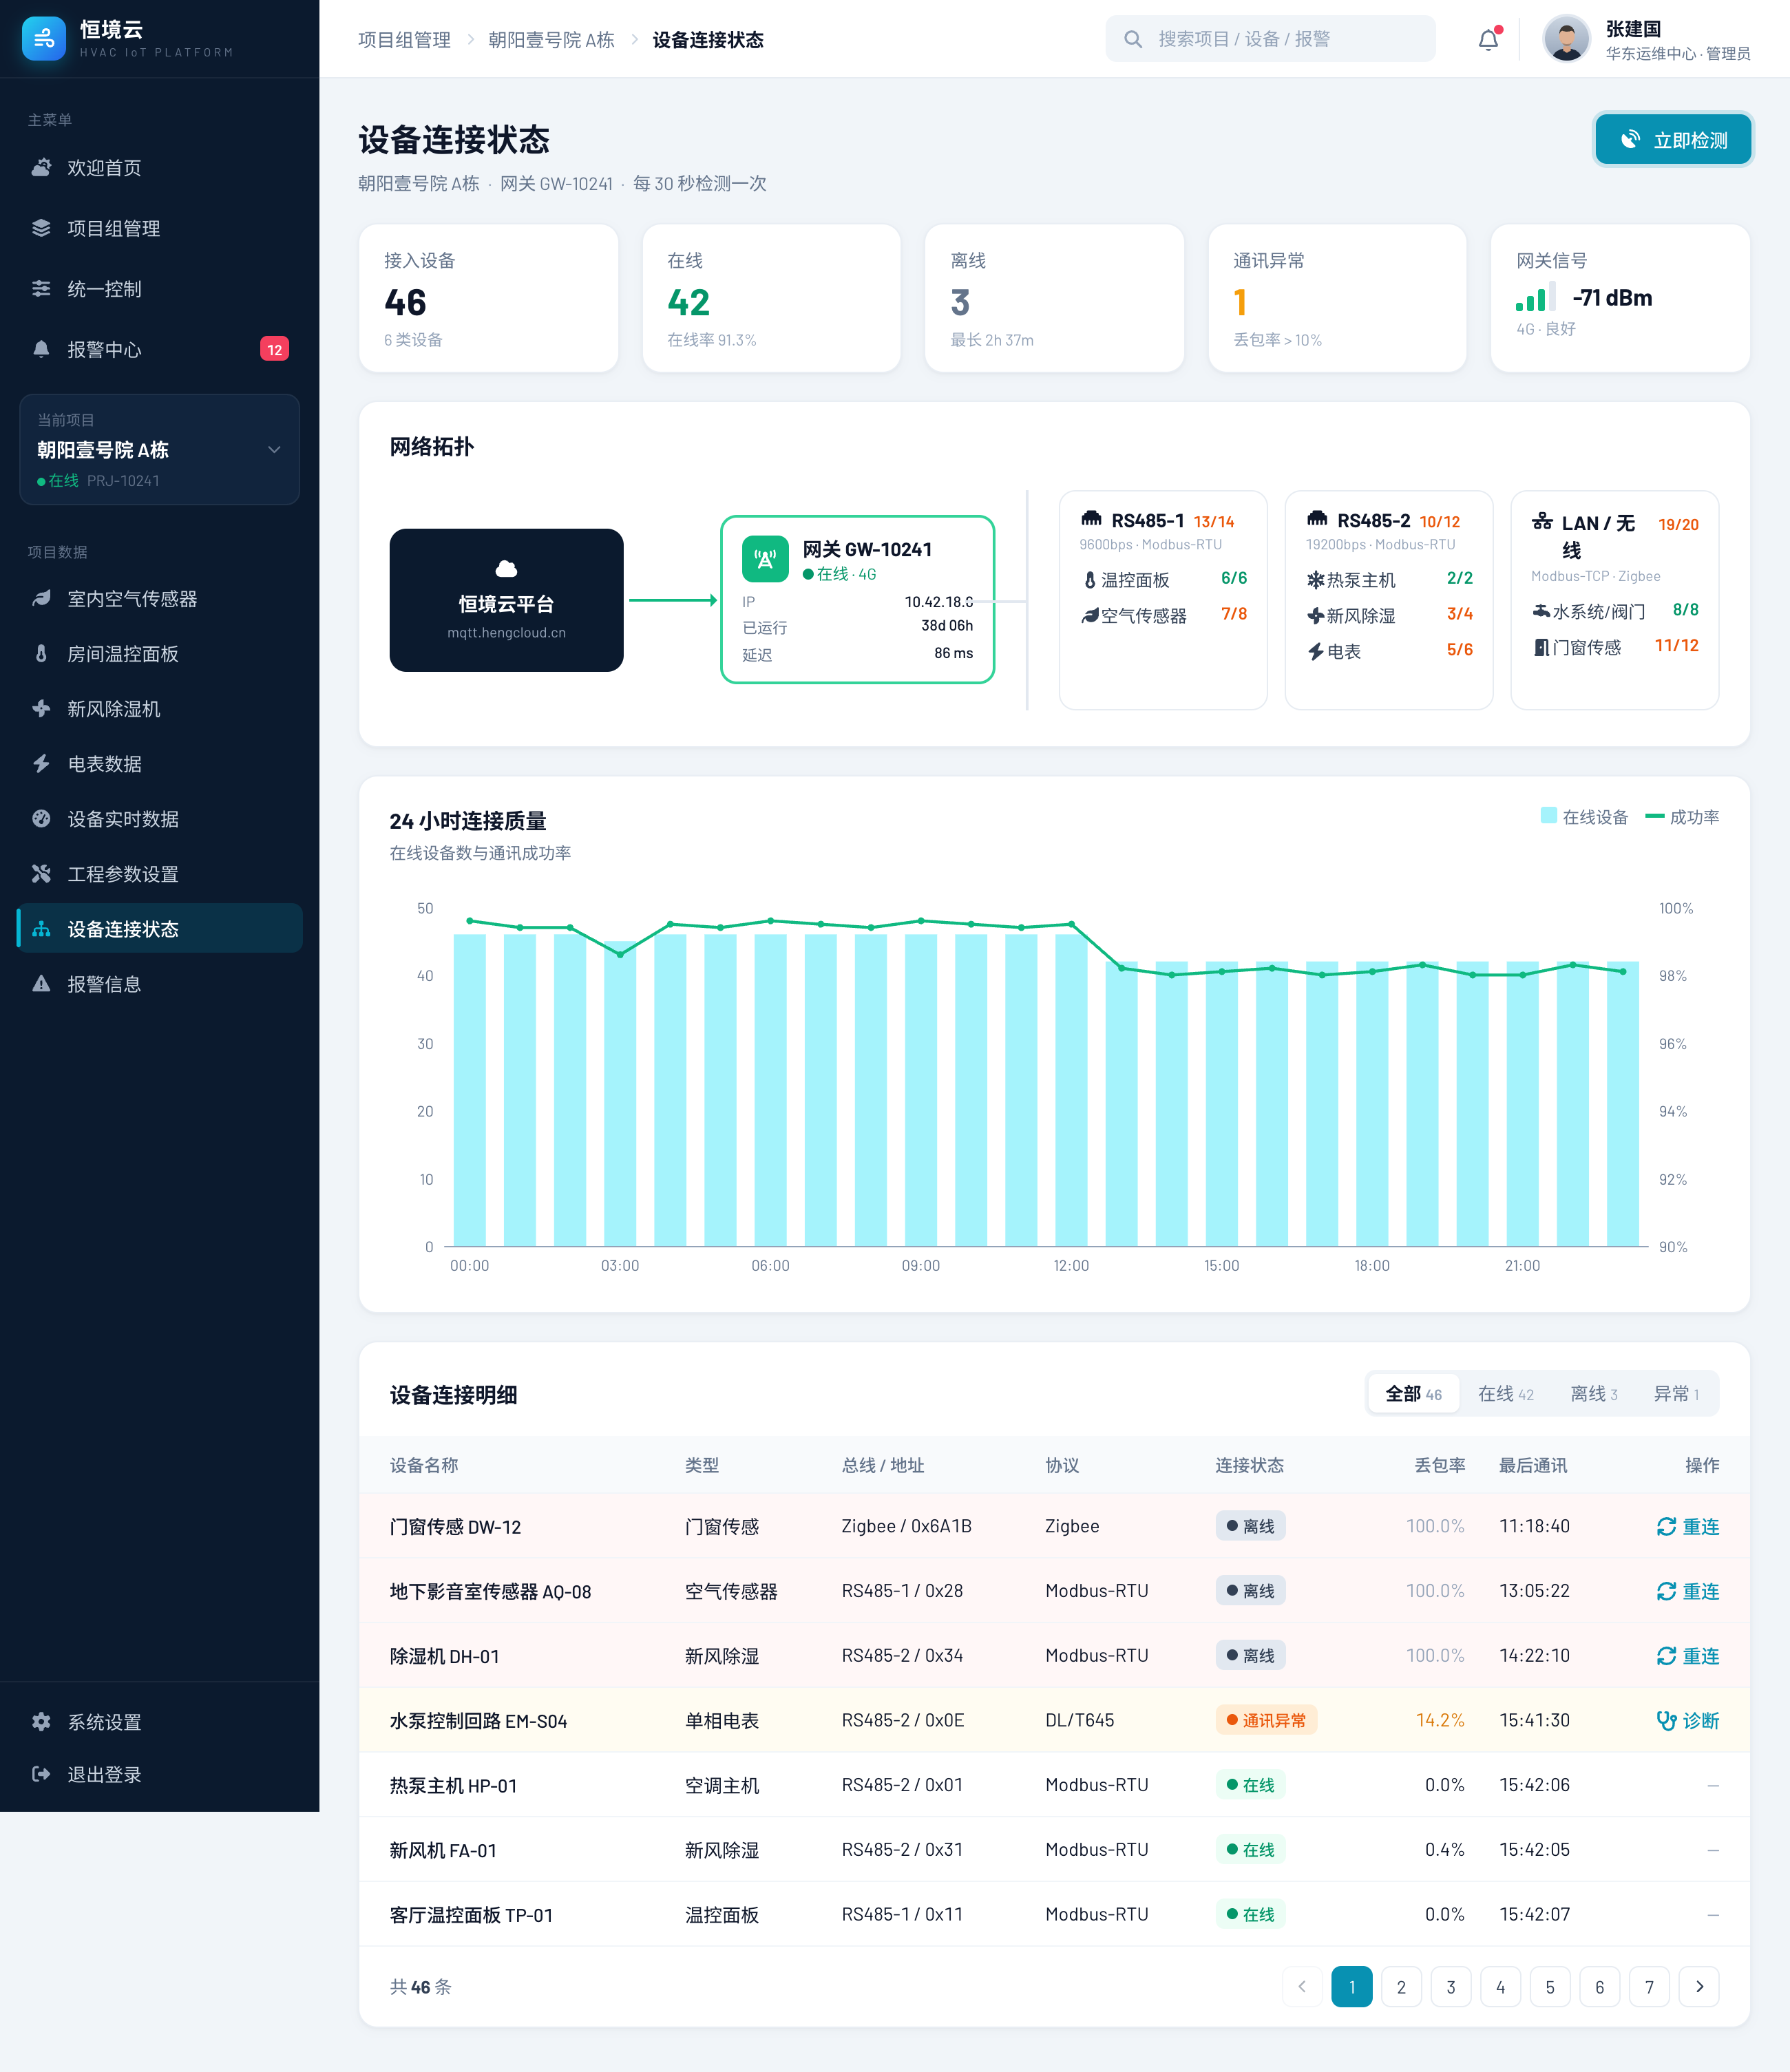 恒境云
HVAC IoT PLATFORM
主菜单
欢迎首页
项目组管理
统一控制
报警中心 12
当前项目
朝阳壹号院 A栋
在线 PRJ-10241
项目数据
室内空气传感器
房间温控面板
新风除湿机
电表数据
设备实时数据
工程参数设置
设备连接状态
报警信息
系统设置
退出登录
项目组管理 朝阳壹号院 A栋 设备连接状态
搜索项目 / 设备 / 报警
张建国
华东运维中心 · 管理员
设备连接状态
朝阳壹号院 A栋 · 网关 GW-10241 · 每 30 秒检测一次
立即检测
接入设备
46
6 类设备
在线
42
在线率 91.3%
离线
3
最长 2h 37m
通讯异常
1
丢包率 > 10%
网关信号
-71 dBm
4G · 良好
网络拓扑
恒境云平台
mqtt.hengcloud.cn
网关 GW-10241
在线 · 4G
IP 10.42.18.
已运行 38d 06h
延迟 86 ms
RS485-1 13/14
9600bps · Modbus-RTU
温控面板 6/6
空气传感器 7/8
RS485-2 10/12
19200bps · Modbus-RTU
热泵主机 2/2
新风除湿 3/4
电表 5/6
LAN / 无
线
19/20
Modbus-TCP · Zigbee
水系统/阀门 8/8
门窗传感 11/12
24 小时连接质量
在线设备数与通讯成功率
在线设备 成功率
50 100%
40 98%
30 96%
20 94%
10 92%
0 90%
00:00 03:00 06:00 09:00 12:00 15:00 18:00 21:00
设备连接明细
全部 46 在线 42 离线 3 异常 1
设备名称 类型 总线 / 地址 协议 连接状态 丢包率 最后通讯 操作
门窗传感 DW-12 门窗传感 Zigbee / 0x6A1B Zigbee 离线 100.0% 11:18:40 重连
地下影音室传感器 AQ-08 空气传感器 RS485-1 / 0x28 Modbus-RTU 离线 100.0% 13:05:22 重连
除湿机 DH-01 新风除湿 RS485-2 / 0x34 Modbus-RTU 离线 100.0% 14:22:10 重连
水泵控制回路 EM-S04 单相电表 RS485-2 / 0x0E DL/T645 通讯异常 14.2% 15:41:30 诊断
热泵主机 HP-01 空调主机 RS485-2 / 0x01 Modbus-RTU 在线 0.0% 15:42:06 —
新风机 FA-01 新风除湿 RS485-2 / 0x31 Modbus-RTU 在线 0.4% 15:42:05 —
客厅温控面板 TP-01 温控面板 RS485-1 / 0x11 Modbus-RTU 在线 0.0% 15:42:07 —
共 46 条
1 2 3 4 5 6 7